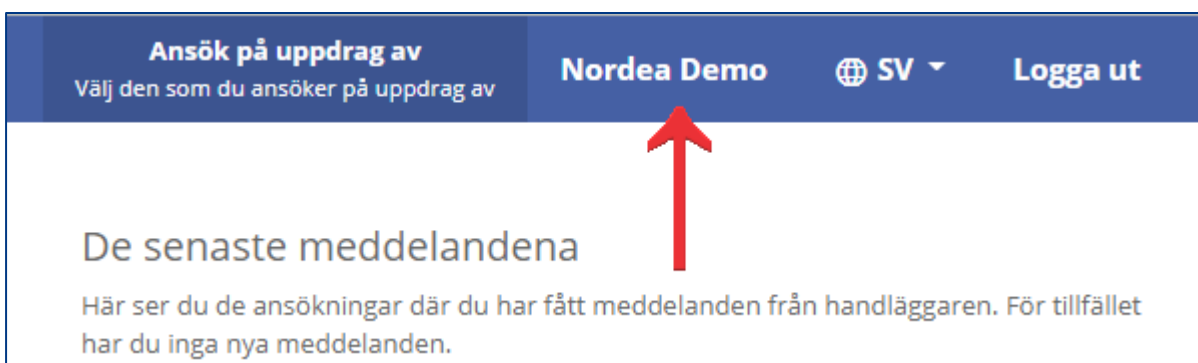 Ansök på uppdrag av
Välj den som du ansöker på uppdrag av
Nordea Demo
SV
Logga ut
De senaste meddelandena
Här ser du de ansökningar där du har fått meddelanden från handläggaren. För tillfället
har du inga nya meddelanden.